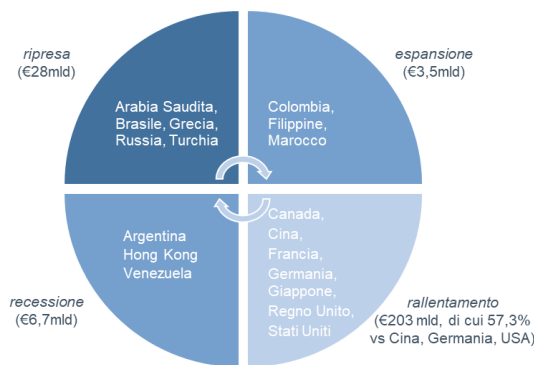 ripresa
(€28mld)
espansione
(€3,5mld)
Arabia Saudita,
Brasile, Grecia,
Russia, Turchia
Colombia,
Filippine,
Marocco
Argentina
Hong Kong
Venezuela
Canada,
Cina,
Francia,
Germania,
Giappone,
Regno Unito,
Stati Uniti
recessione
(€6,7mld)
rallentamento
(€203 mld, di cui 57,3%
vs Cina, Germania, USA)